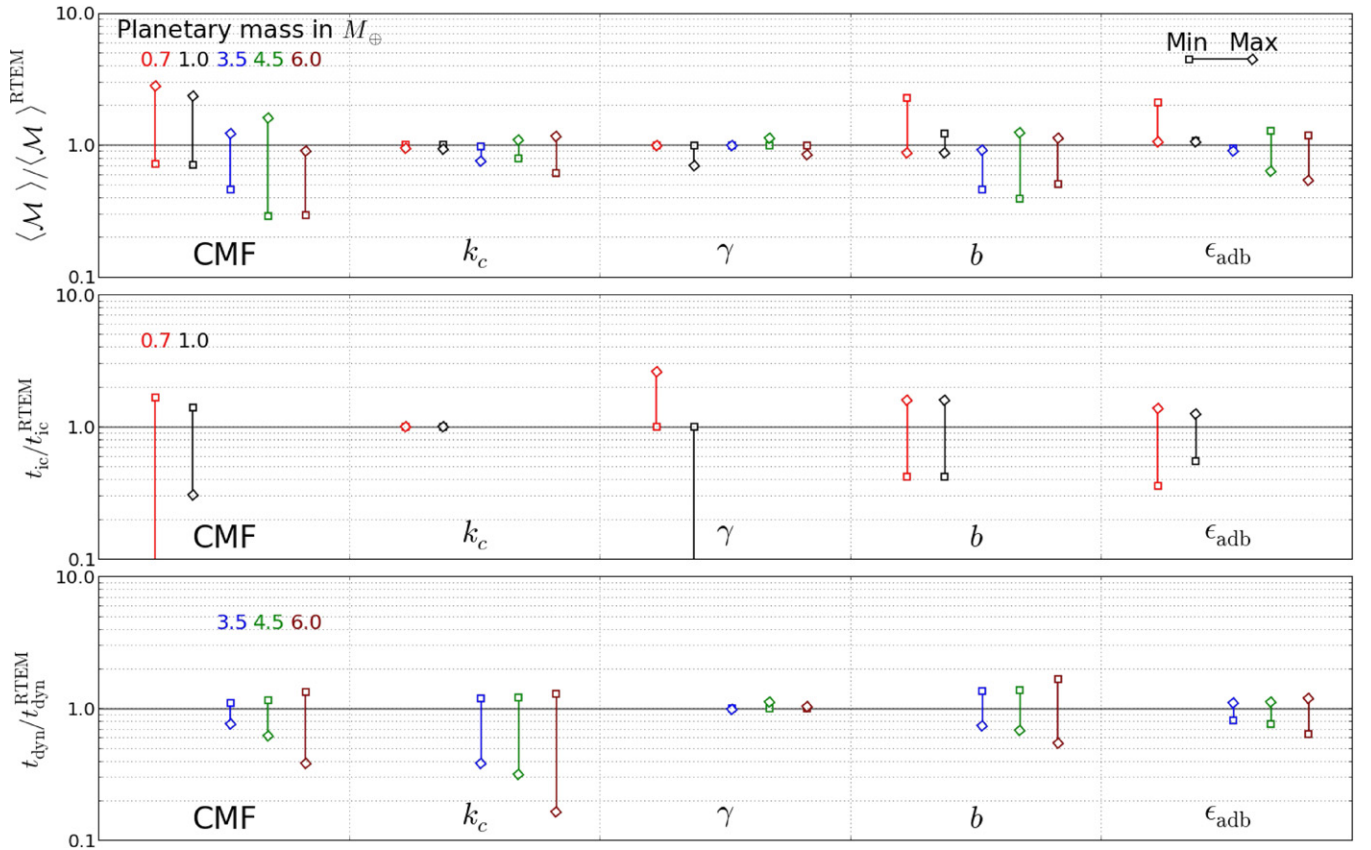 10.0
Planetary mass in M⊕
Min Max
0.7 1.0 3.5 4.5 6.0
1.0
⟨ℳ⟩/⟨ℳ⟩^RTEM
CMF k_c γ b ϵ_adb
0.1
10.0
0.7 1.0
1.0
t_ic/t_ic^RTEM
CMF k_c γ b ϵ_adb
0.1
10.0
3.5 4.5 6.0
1.0
t_dyn/t_dyn^RTEM
CMF k_c γ b ϵ_adb
0.1